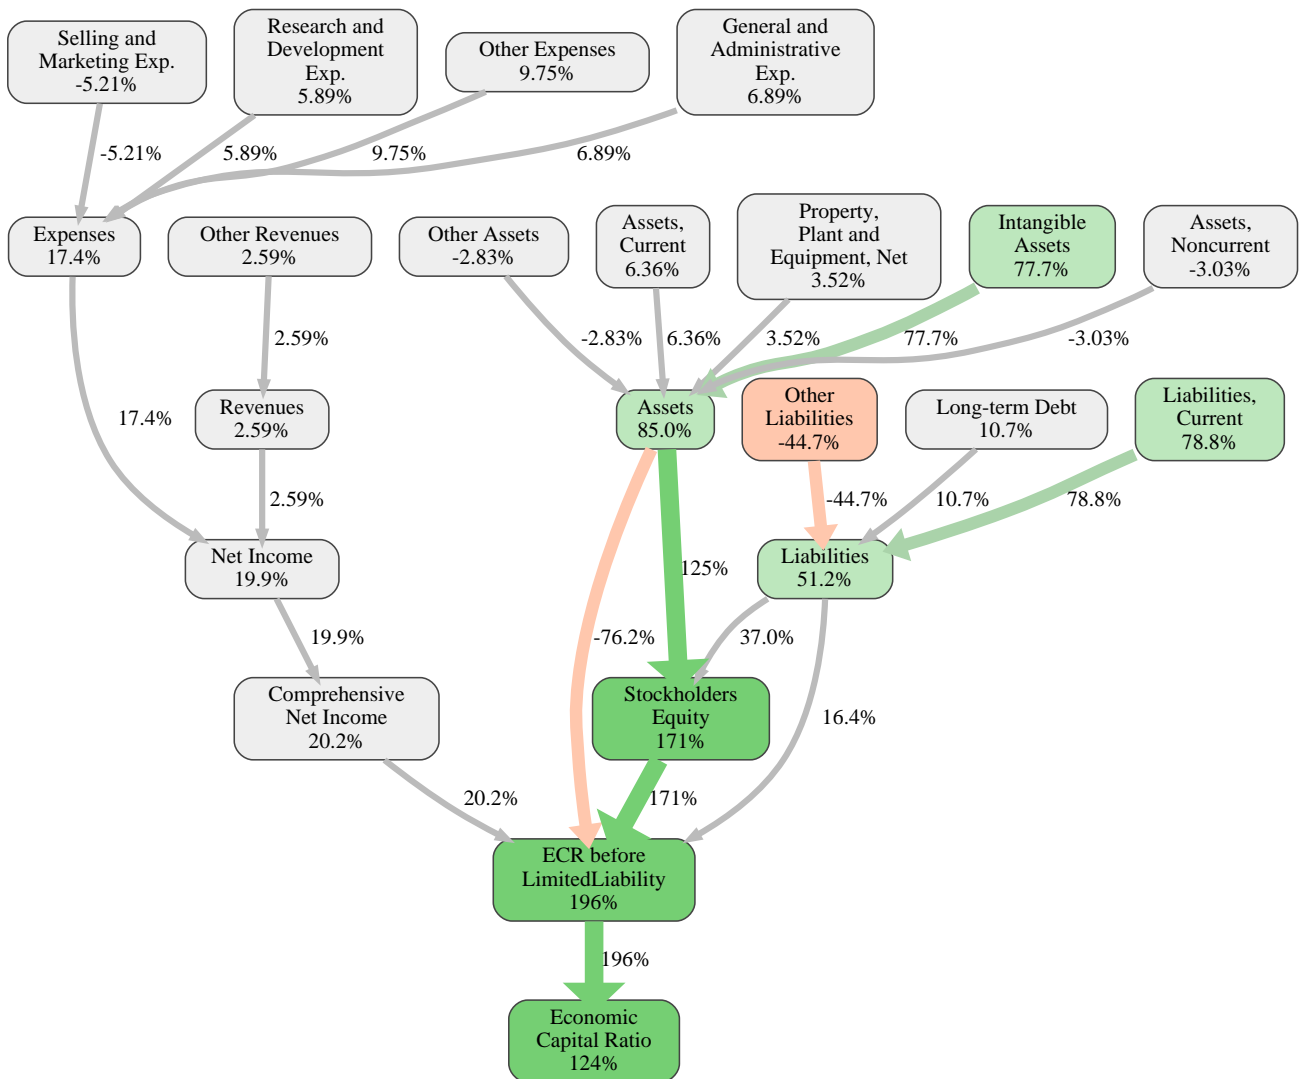 Selling and
Marketing Exp.
-5.21%
Research and
Development
Exp.
5.89%
Other Expenses
9.75%
General and
Administrative
Exp.
6.89%
-5.21%
5.89%
9.75%
6.89%
Expenses
17.4%
Other Revenues
2.59%
Other Assets
-2.83%
Assets,
Current
6.36%
Property,
Plant and
Equipment, Net
3.52%
Intangible
Assets
77.7%
Assets,
Noncurrent
-3.03%
2.59%
-2.83%
6.36%
3.52%
77.7%
-3.03%
17.4%
Revenues
2.59%
Assets
85.0%
Other
Liabilities
-44.7%
Long-term Debt
10.7%
Liabilities,
Current
78.8%
2.59%
-44.7%
10.7%
78.8%
Net Income
19.9%
125%
Liabilities
51.2%
19.9%
-76.2%
37.0%
Comprehensive
Net Income
20.2%
Stockholders
Equity
171%
16.4%
20.2%
171%
ECR before
LimitedLiability
196%
196%
Economic
Capital Ratio
124%